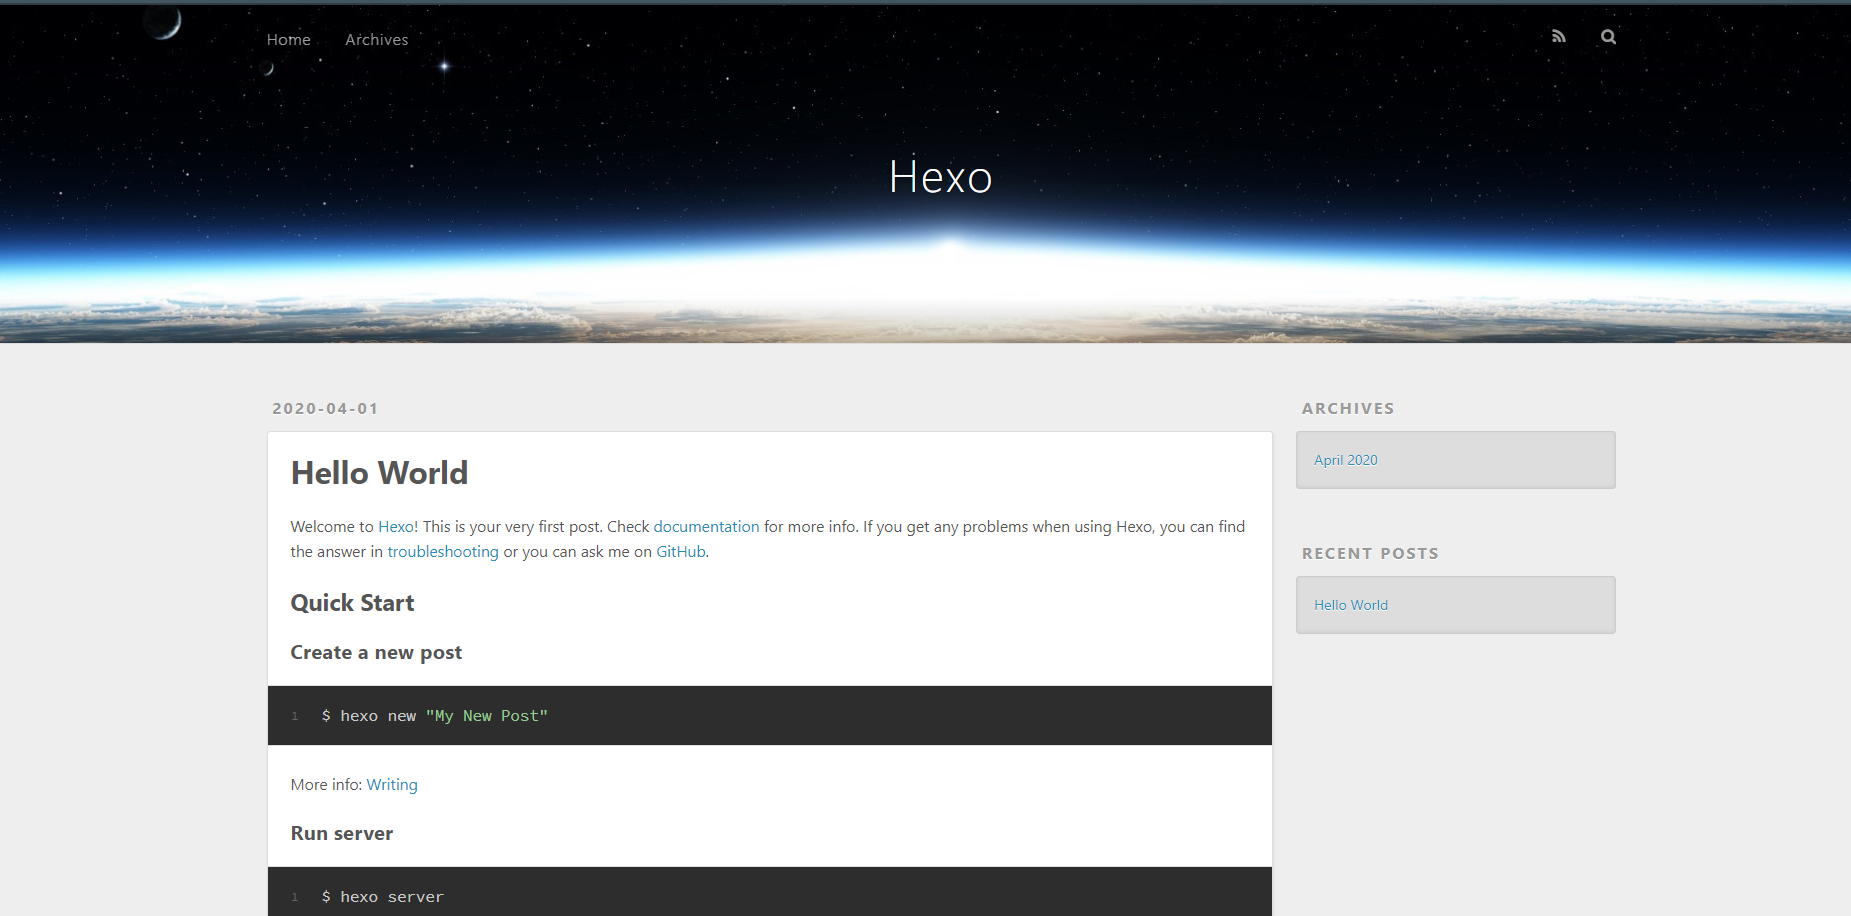 Home Archives
Hexo
2020-04-01
Hello World
Welcome to Hexo! This is your very first post. Check documentation for more info. If you get any problems when using Hexo, you can find
the answer in troubleshooting or you can ask me on GitHub.
Quick Start
Create a new post
1 $ hexo new "My New Post"
More info: Writing
Run server
1 $ hexo server
ARCHIVES
April 2020
RECENT POSTS
Hello World